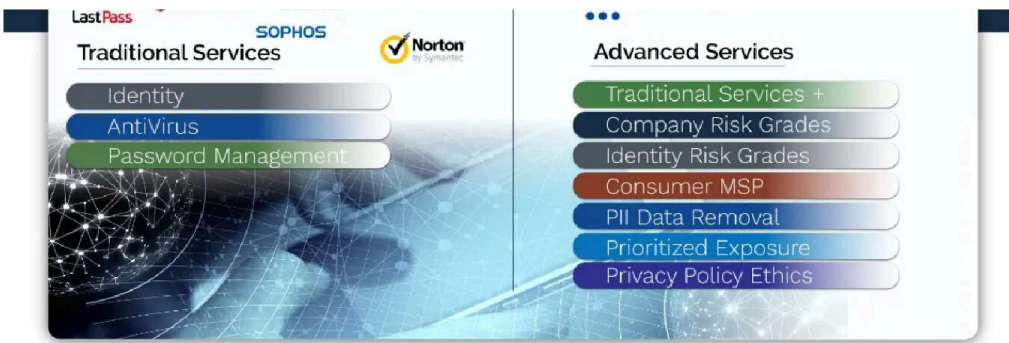 LastPass
SOPHOS
Norton
by Symantec
Traditional Services
Identity
AntiVirus
Password Management
Advanced Services
Traditional Services +
Company Risk Grades
Identity Risk Grades
Consumer MSP
PII Data Removal
Prioritized Exposure
Privacy Policy Ethics